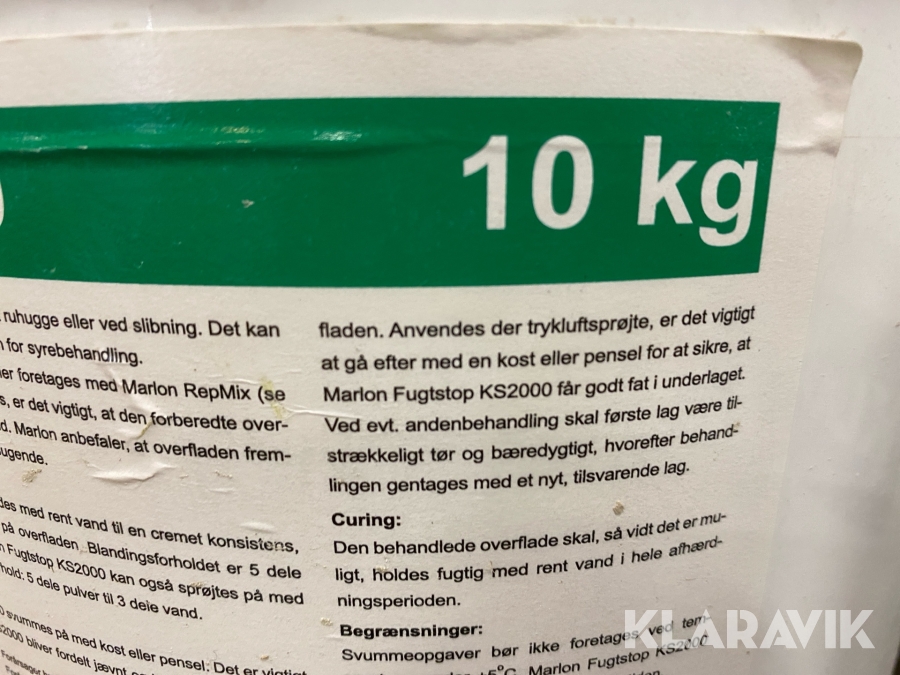 10 kg
ruhugge eller ved slibning. Det kan
for syrebehandling.
foretages med Marlon RepMix (se
er det vigtigt, at den forberedte over-
Marlon anbefaler, at overfladen frem-
med rent vand til en cremet konsistens,
på overfladen. Blandingsforholdet er 5 dele
Fugtstop KS2000 kan også sprøjtes på med
5 dele pulver til 3 dele vand.
svummes på med kost eller pensel. Det er vigtigt
bliver fordelt jævnt
fladen. Anvendes der trykluftsprøjte, er det vigtigt
at gå efter med en kost eller pensel for at sikre, at
Marlon Fugtstop KS2000 får godt fat i underlaget.
Ved evt. andenbehandling skal første lag være til-
strækkeligt tør og bæredygtigt, hvorefter behand-
lingen gentages med et nyt, tilsvarende lag.
Curing:
Den behandlede overflade skal, så vidt det er mu-
ligt, holdes fugtig med rent vand i hele afhærd-
ningsperioden.
Begrænsninger:
Svummeopgaver bør ikke foretages ved tem-
+5°C. Marlon Fugtstop KS2000
KLARAVIK